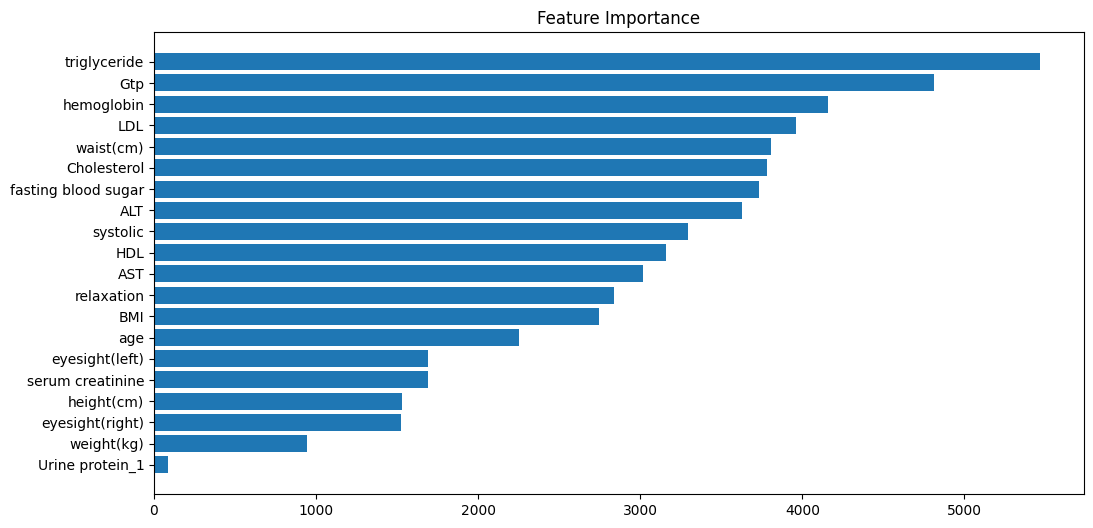 Feature Importance
triglyceride
Gtp
hemoglobin
LDL
waist(cm)
Cholesterol
fasting blood sugar
ALT
systolic
HDL
AST
relaxation
BMI
age
eyesight(left)
serum creatinine
height(cm)
eyesight(right)
weight(kg)
Urine protein_1
0 1000 2000 3000 4000 5000